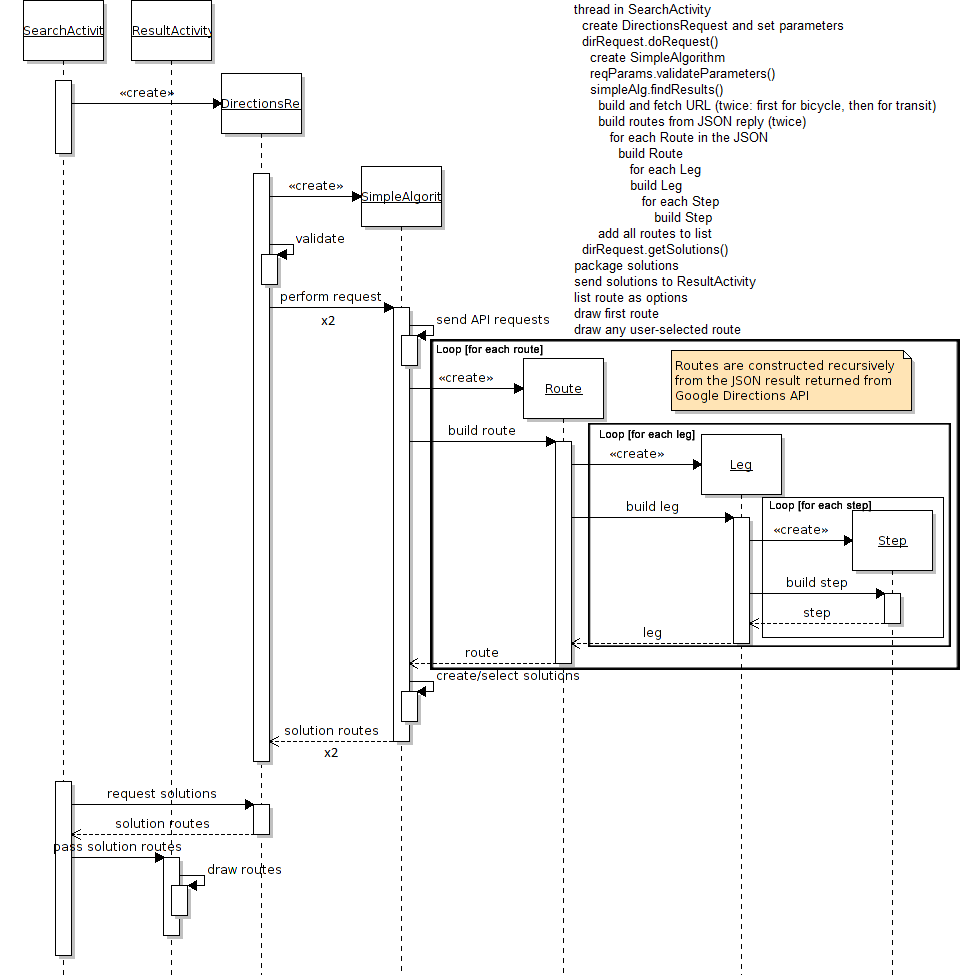 SearchActivit
ResultActivity
thread in SearchActivity
create DirectionsRequest and set parameters
dirRequest.doRequest()
create SimpleAlgorithm
reqParams.validateParameters()
simpleAlg.findResults()
build and fetch URL (twice: first for bicycle, then for transit)
build routes from JSON reply (twice)
for each Route in the JSON
build Route
for each Leg
build Leg
for each Step
build Step
add all routes to list
dirRequest.getSolutions()
package solutions
send solutions to ResultActivity
list route as options
draw first route
draw any user-selected route
«create»
DirectionsRe
«create»
SimpleAlgorit
validate
perform request
x2
send API requests
Loop [for each route]
«create»
Route
Routes are constructed recursively
from the JSON result returned from
Google Directions API
build route
Loop [for each leg]
«create»
Leg
build leg
Loop [for each step]
«create»
Step
build step
step
leg
route
create/select solutions
solution routes
x2
request solutions
solution routes
pass solution routes
draw routes